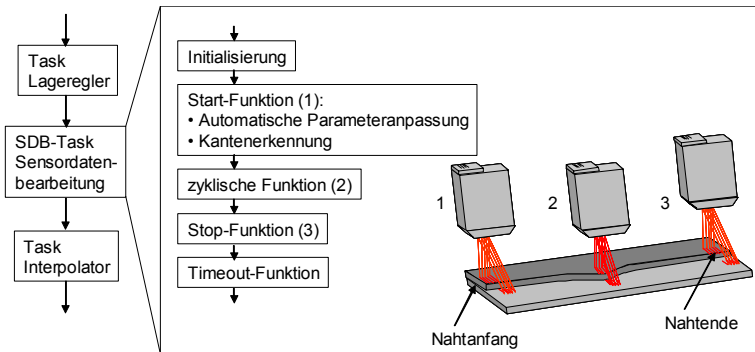 Task
Lageregler
SDB-Task
Sensordaten-
bearbeitung
Task
Interpolator
Initialisierung
Start-Funktion (1):
• Automatische Parameteranpassung
• Kantenerkennung
zyklische Funktion (2)
Stop-Funktion (3)
Timeout-Funktion
1
2
3
Nahtanfang
Nahtende